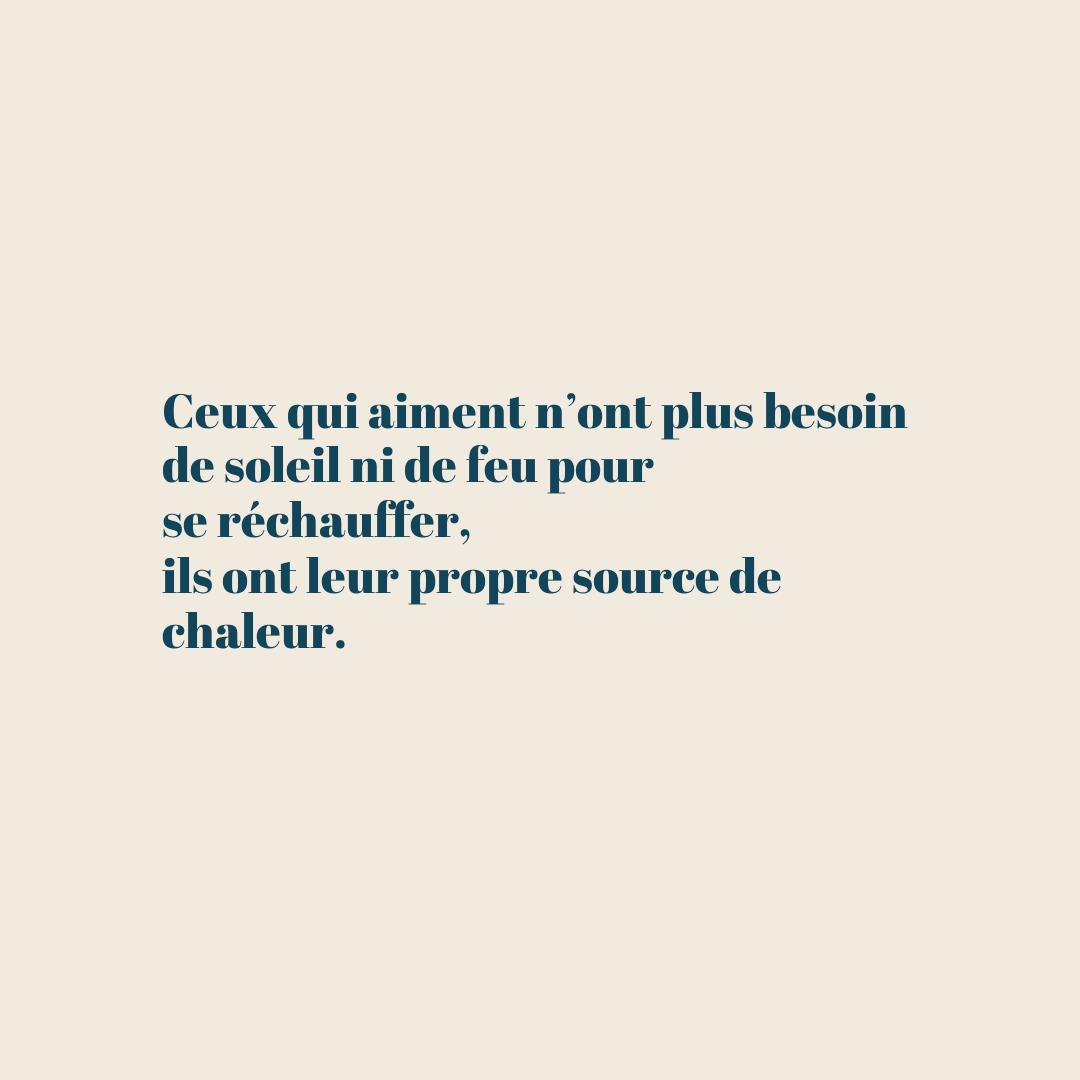 Ceux qui aiment n’ont plus besoin
de soleil ni de feu pour
se réchauffer,
ils ont leur propre source de
chaleur.